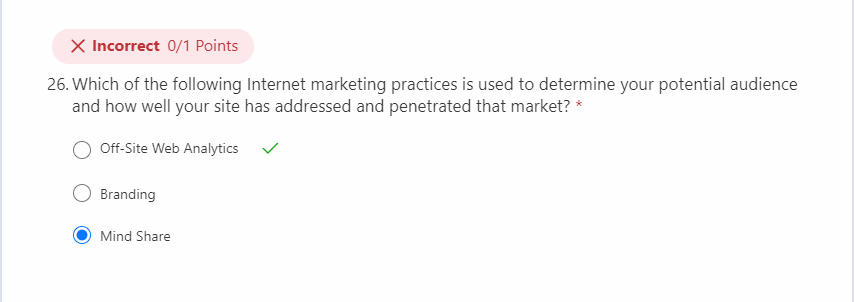 Incorrect 0/1 Points
26. Which of the following Internet marketing practices is used to determine your potential audience
and how well your site has addressed and penetrated that market? *
Off-Site Web Analytics
Branding
Mind Share